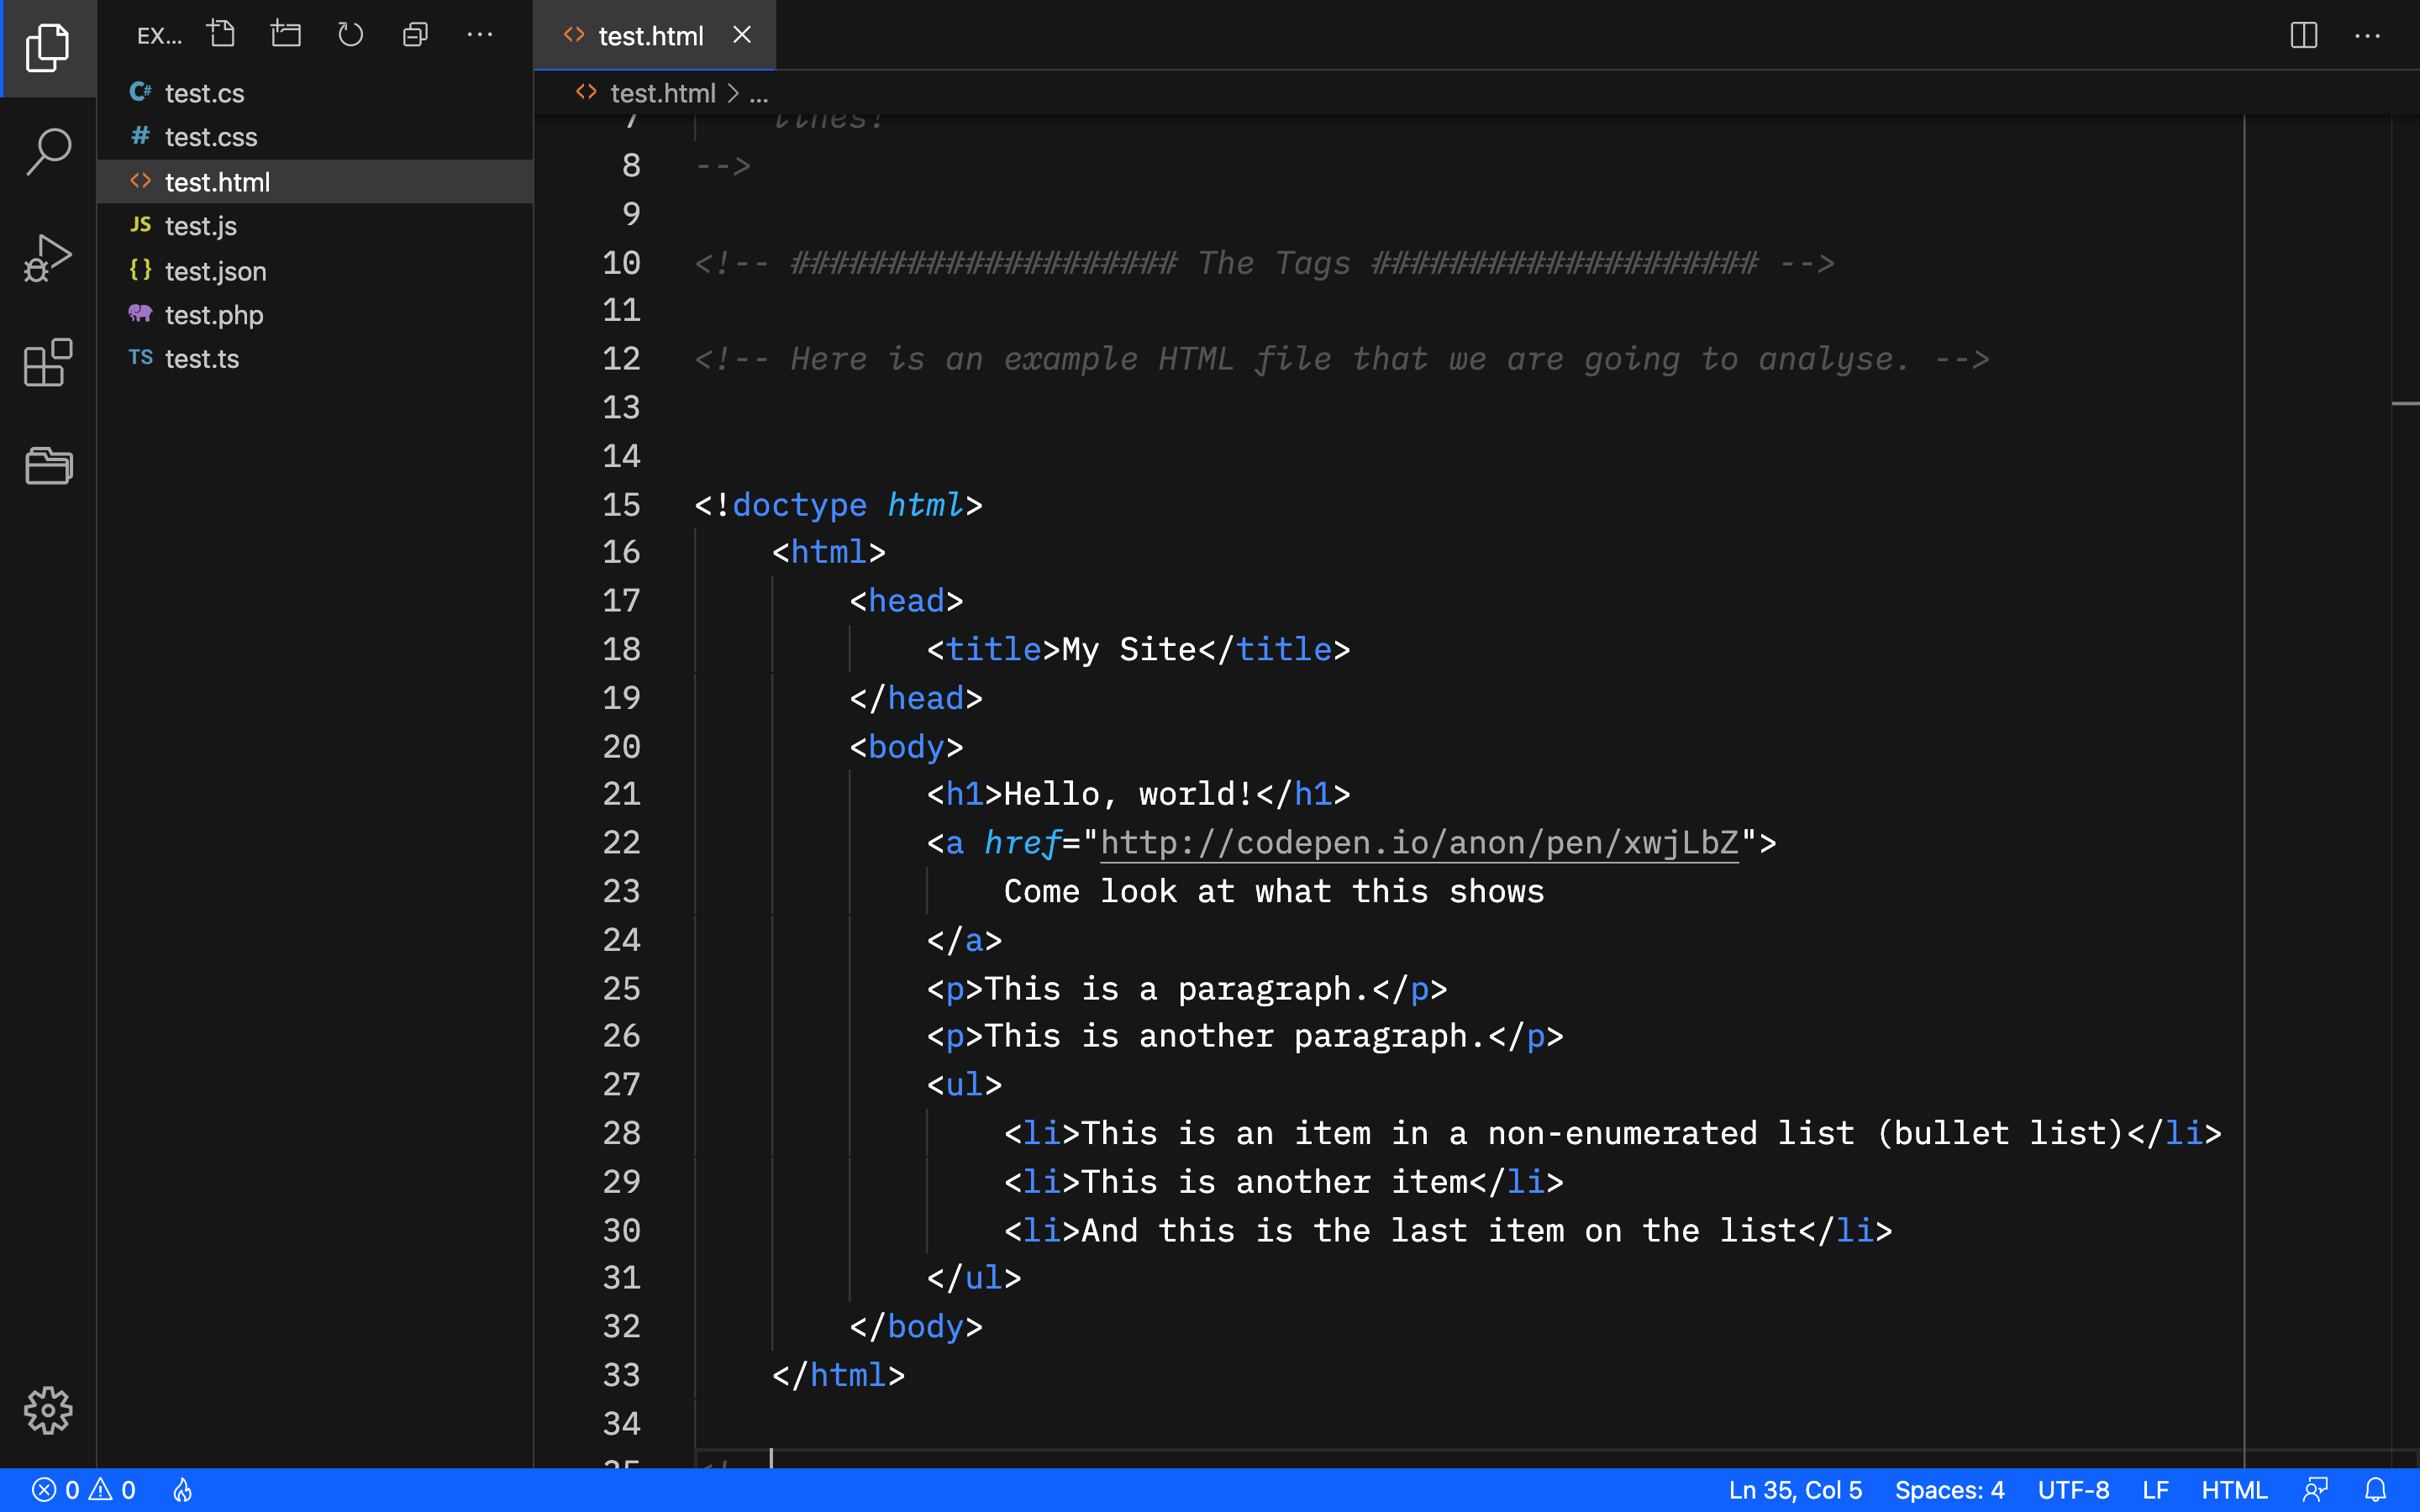 EX...
test.cs
test.css
test.html
test.js
test.json
test.php
test.ts
test.html
test.html > ...
7 lines!
8 -->
9
10 <!-- #################### The Tags #################### -->
11
12 <!-- Here is an example HTML file that we are going to analyse. -->
13
14
15 <!doctype html>
16 <html>
17 <head>
18 <title>My Site</title>
19 </head>
20 <body>
21 <h1>Hello, world!</h1>
22 <a href="http://codepen.io/anon/pen/xwjLbZ">
23 Come look at what this shows
24 </a>
25 <p>This is a paragraph.</p>
26 <p>This is another paragraph.</p>
27 <ul>
28 <li>This is an item in a non-enumerated list (bullet list)</li>
29 <li>This is another item</li>
30 <li>And this is the last item on the list</li>
31 </ul>
32 </body>
33 </html>
34
35
0 0
Ln 35, Col 5 Spaces: 4 UTF-8 LF HTML